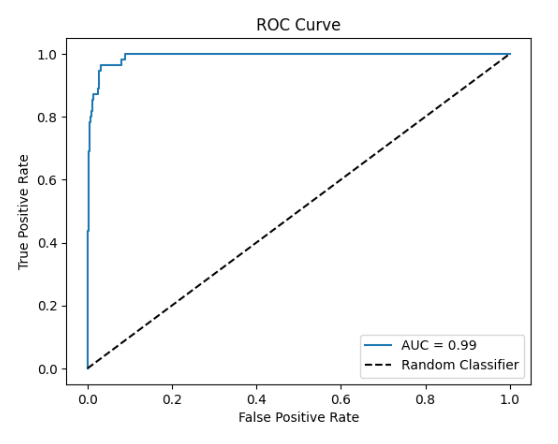 ROC Curve
True Positive Rate
1.0
0.8
0.6
0.4
0.2
0.0
AUC = 0.99
Random Classifier
0.0 0.2 0.4 0.6 0.8 1.0
False Positive Rate